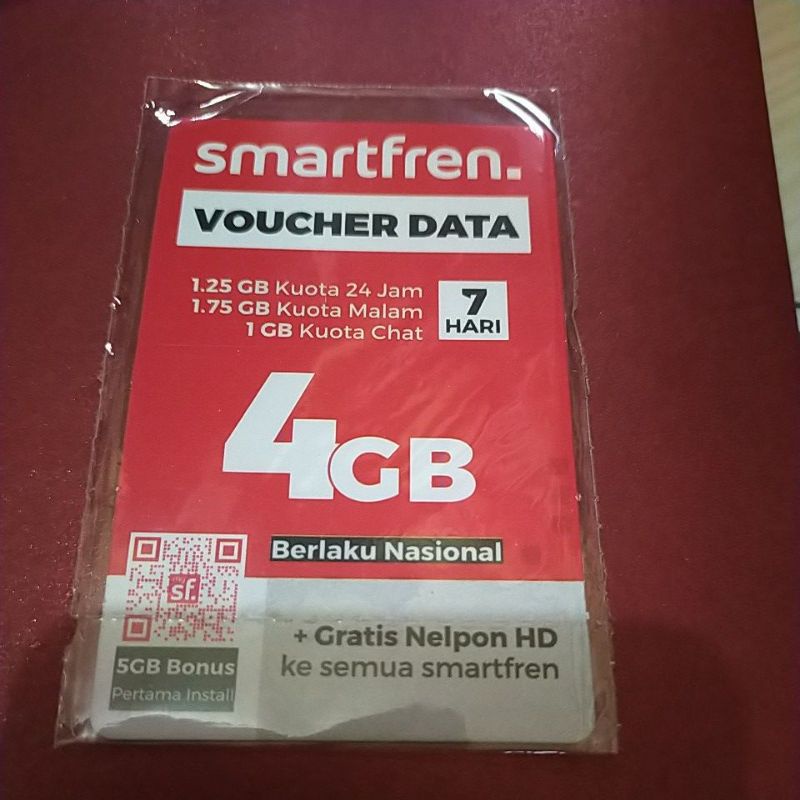 smartfren.
VOUCHER DATA
1.25 GB Kuota 24 Jam
1.75 GB Kuota Malam
1 GB Kuota Chat
7
HARI
4GB
Berlaku Nasional
sf.
5GB Bonus
Pertama Install
+ Gratis Nelpon HD
ke semua smartfren